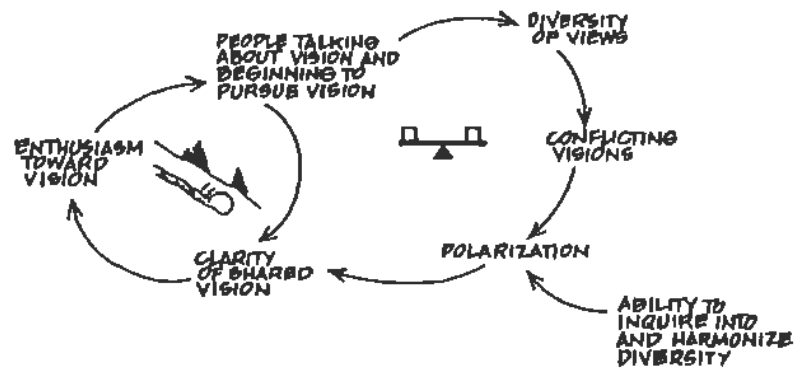 PEOPLE TALKING
ABOUT VISION AND
BEGINNING TO
PURSUE VISION
DIVERSITY
OF VIEWS
ENTHUSIASM
TOWARD
VISION
CONFLICTING
VISIONS
CLARITY
OF SHARED
VISION
POLARIZATION
ABILITY TO
INQUIRE INTO
AND HARMONIZE
DIVERSITY